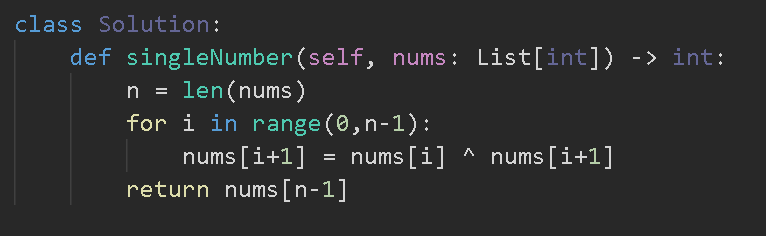 class Solution:
    def singleNumber(self, nums: List[int]) -> int:
        n = len(nums)
        for i in range(0,n-1):
            nums[i+1] = nums[i] ^ nums[i+1]
        return nums[n-1]